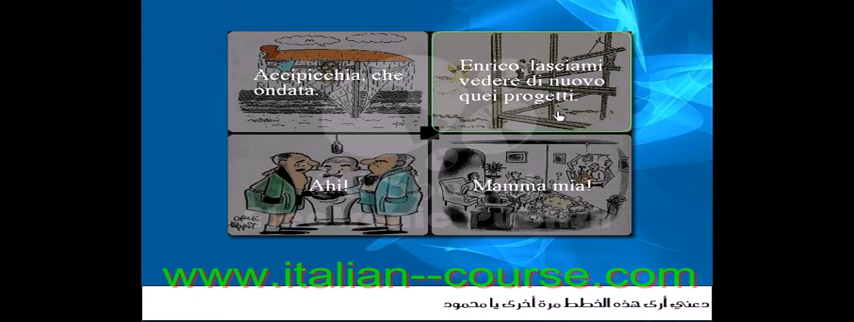 Accipicchia, che
ondata.
Enrico, lasciami
vedere di nuovo
quei progetti.
Ahi!
Mamma mia!
www.italian--course.com
دعني أرى هذه الخطط مرة أخرى يا محمود